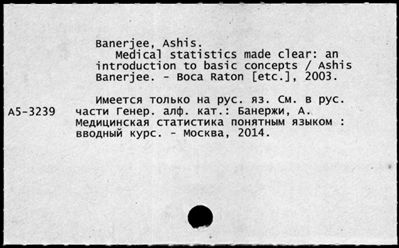 Banerjee, Ashis.
Medical statistics made clear: an
introduction to basic concepts / Ashis
Banerjee. - Boca Raton [etc.], 2003.
Имеется только на рус. яз. См. в рус.
А5-3239 части Генер. алф. кат.: Банержи, А.
Медицинская статистика понятным языком :
вводный курс. - Москва, 2014.